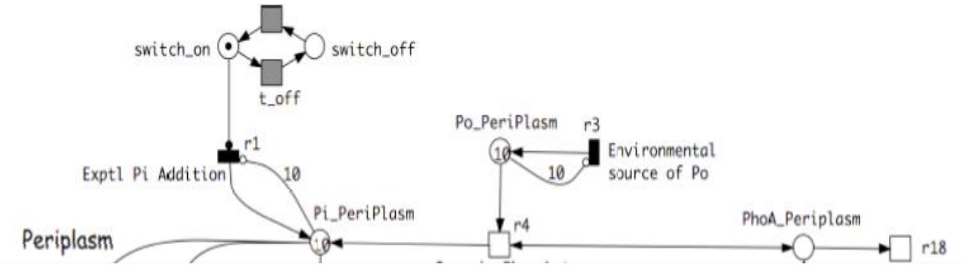 switch_on
switch_off
t_off
Po_PeriPlasm
r3
r1
10
Environmental
10
source of Po
Exptl Pi Addition
10
Pi_PeriPlasm
r4
PhoA_Periplasm
Periplasm
10
r18